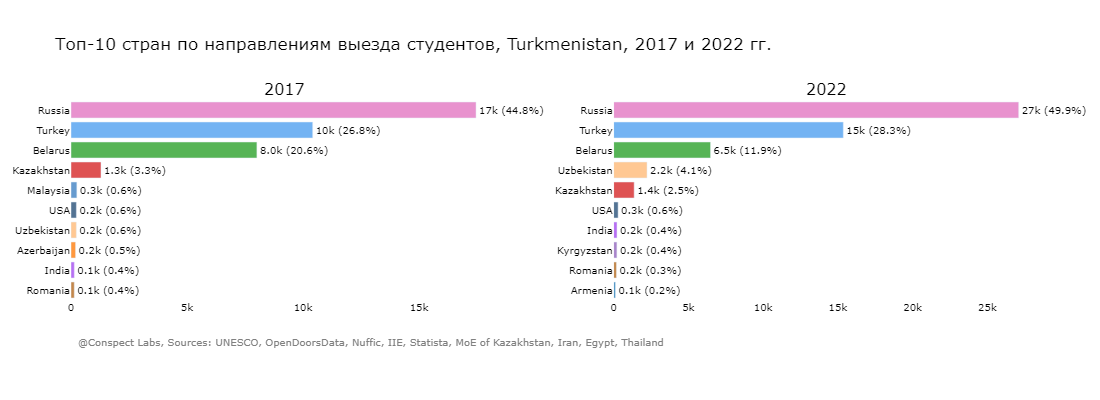 Топ-10 стран по направлениям выезда студентов, Turkmenistan, 2017 и 2022 гг.
2017
Russia 17k (44.8%)
Turkey 10k (26.8%)
Belarus 8.0k (20.6%)
Kazakhstan 1.3k (3.3%)
Malaysia 0.3k (0.6%)
USA 0.2k (0.6%)
Uzbekistan 0.2k (0.6%)
Azerbaijan 0.2k (0.5%)
India 0.1k (0.4%)
Romania 0.1k (0.4%)
0 5k 10k 15k
2022
Russia 27k (49.9%)
Turkey 15k (28.3%)
Belarus 6.5k (11.9%)
Uzbekistan 2.2k (4.1%)
Kazakhstan 1.4k (2.5%)
USA 0.3k (0.6%)
India 0.2k (0.4%)
Kyrgyzstan 0.2k (0.4%)
Romania 0.2k (0.3%)
Armenia 0.1k (0.2%)
0 5k 10k 15k 20k 25k
@Conspect Labs, Sources: UNESCO, OpenDoorsData, Nuffic, IIE, Statista, MoE of Kazakhstan, Iran, Egypt, Thailand